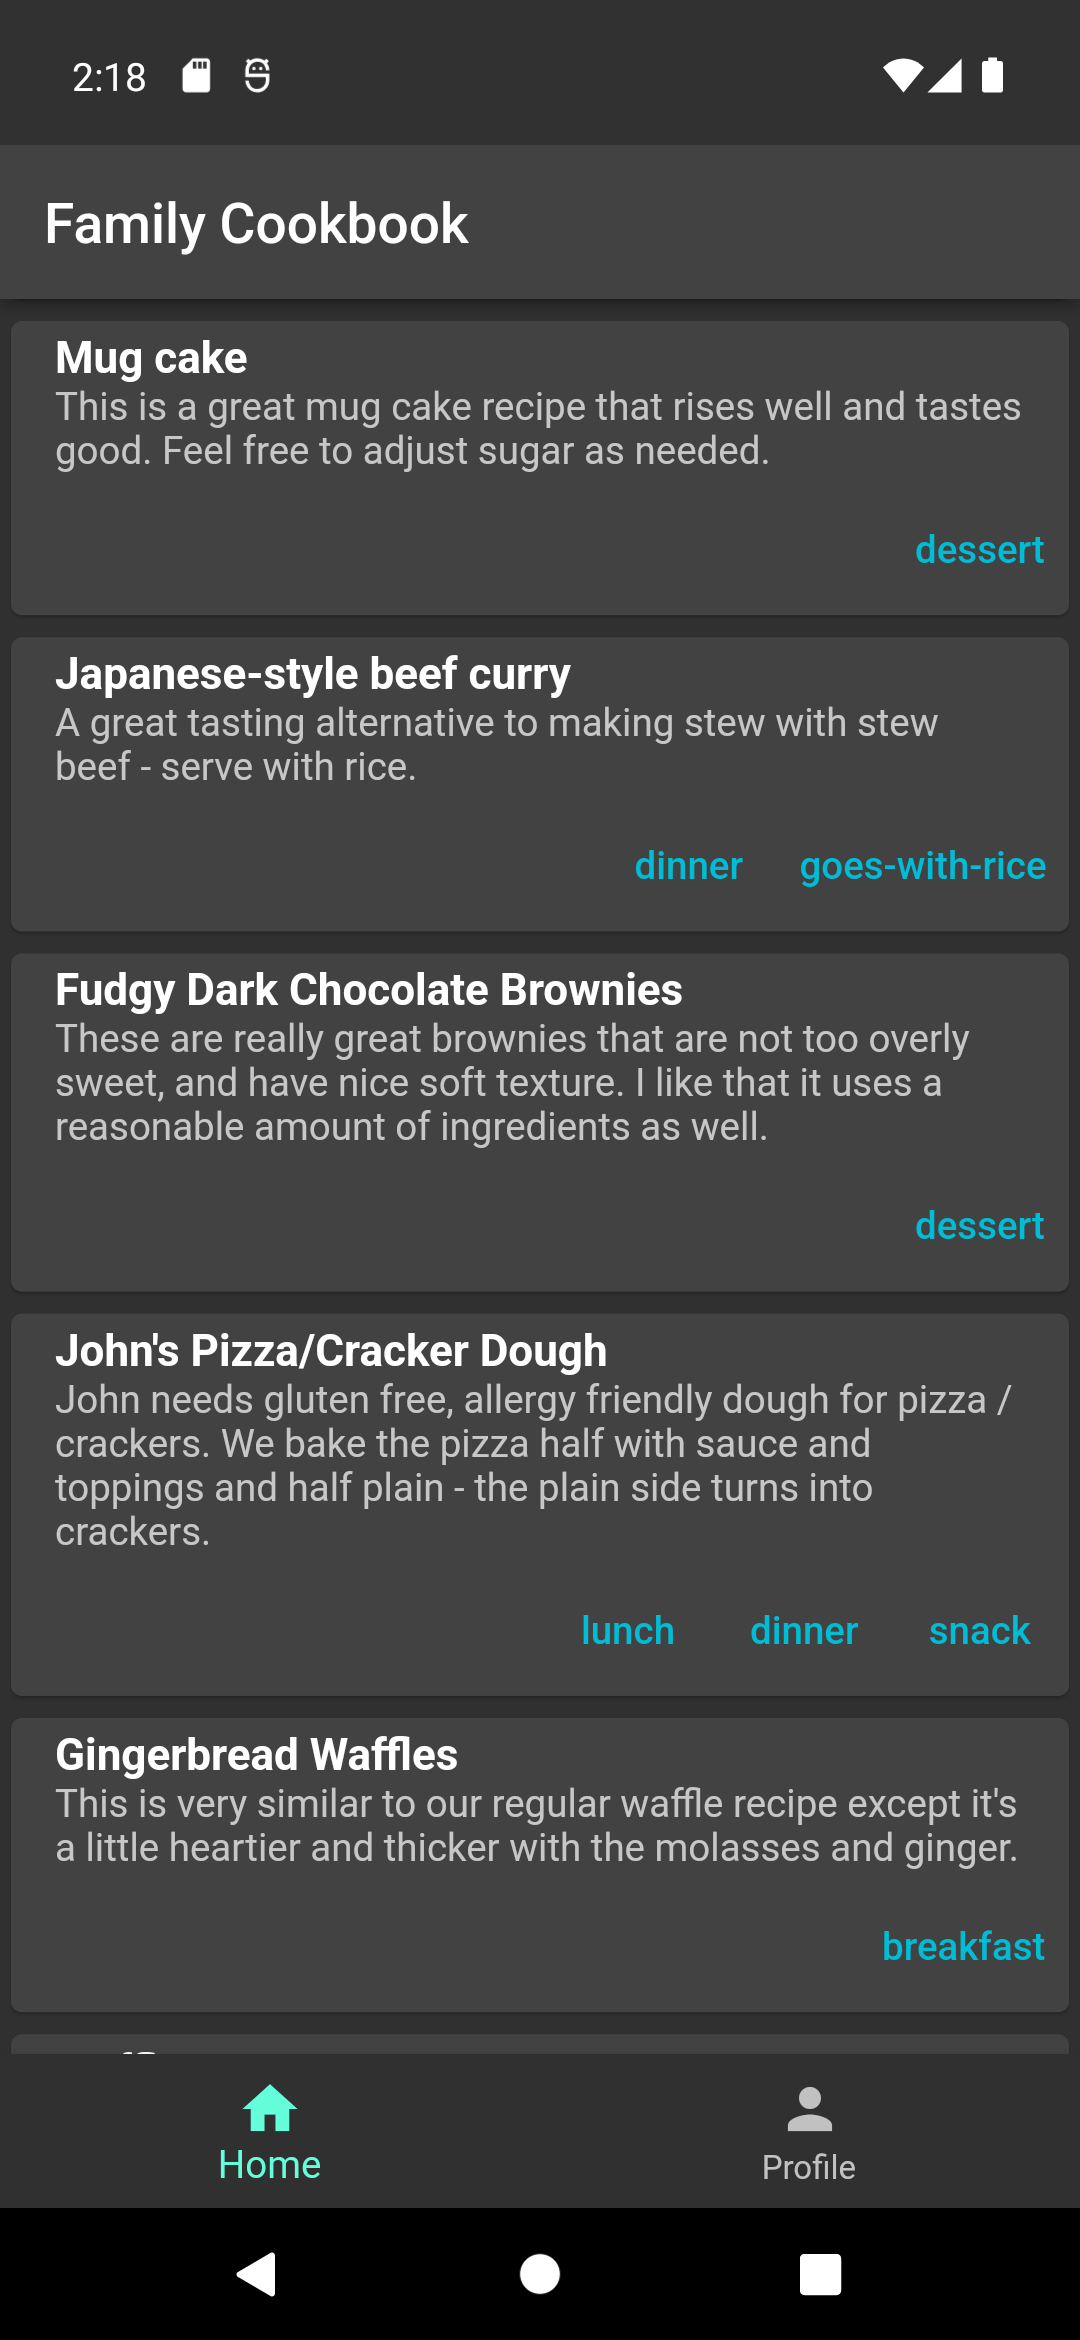 2:18
Family Cookbook
Mug cake
This is a great mug cake recipe that rises well and tastes
good. Feel free to adjust sugar as needed.
dessert
Japanese-style beef curry
A great tasting alternative to making stew with stew
beef - serve with rice.
dinner goes-with-rice
Fudgy Dark Chocolate Brownies
These are really great brownies that are not too overly
sweet, and have nice soft texture. I like that it uses a
reasonable amount of ingredients as well.
dessert
John's Pizza/Cracker Dough
John needs gluten free, allergy friendly dough for pizza /
crackers. We bake the pizza half with sauce and
toppings and half plain - the plain side turns into
crackers.
lunch dinner snack
Gingerbread Waffles
This is very similar to our regular waffle recipe except it's
a little heartier and thicker with the molasses and ginger.
breakfast
Home Profile